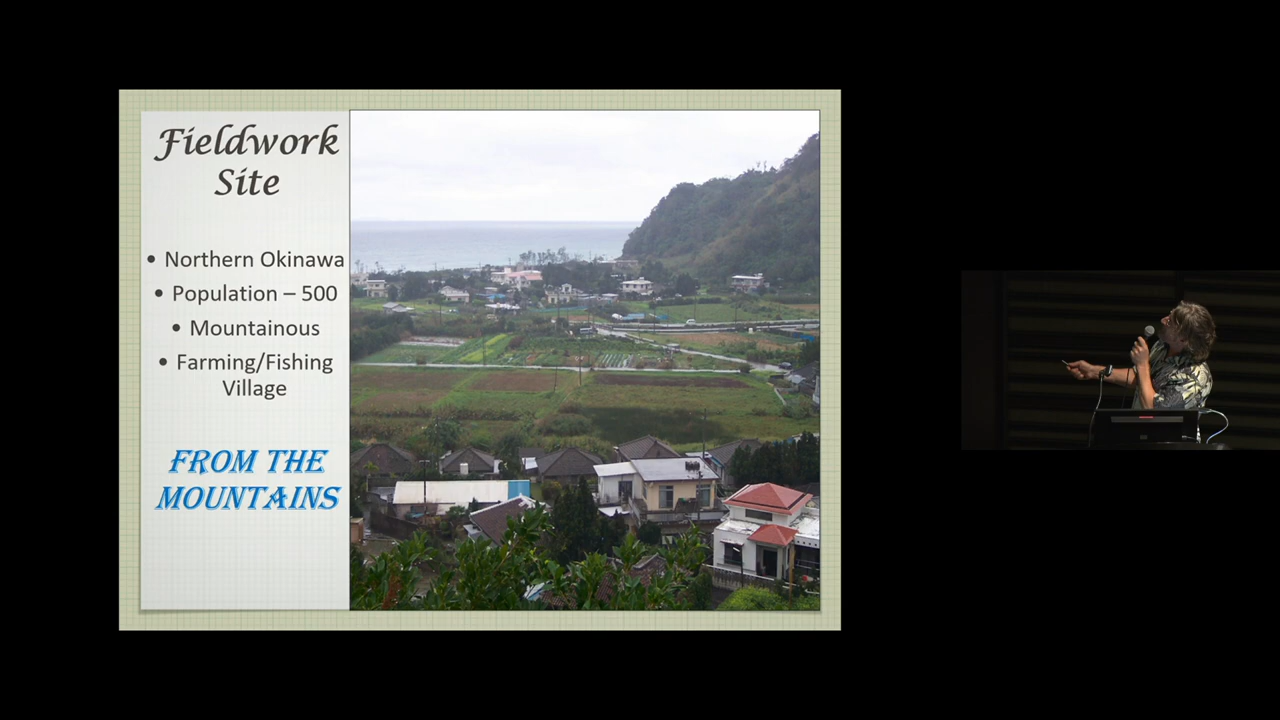 Fieldwork
Site
• Northern Okinawa
• Population – 500
• Mountainous
• Farming/Fishing
Village
FROM THE
MOUNTAINS